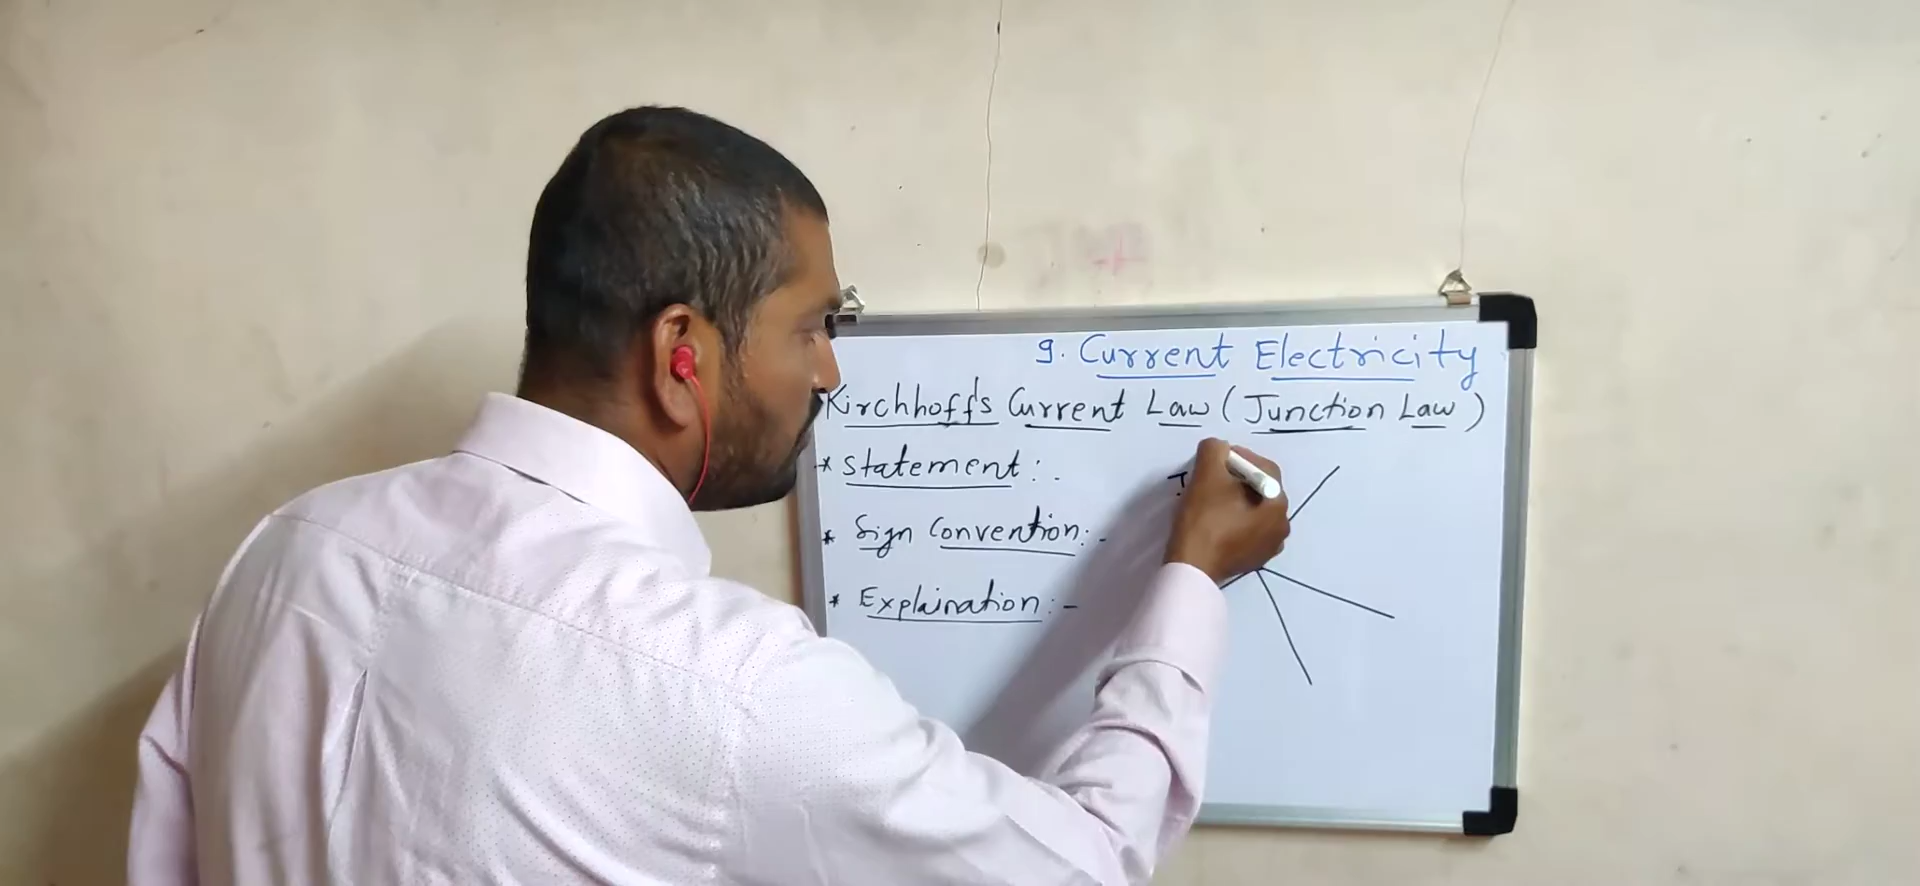 9. Current Electricity
Kirchhoff's Current Law (Junction Law)
* Statement :-
* Sign Convention:-
* Explaination:-